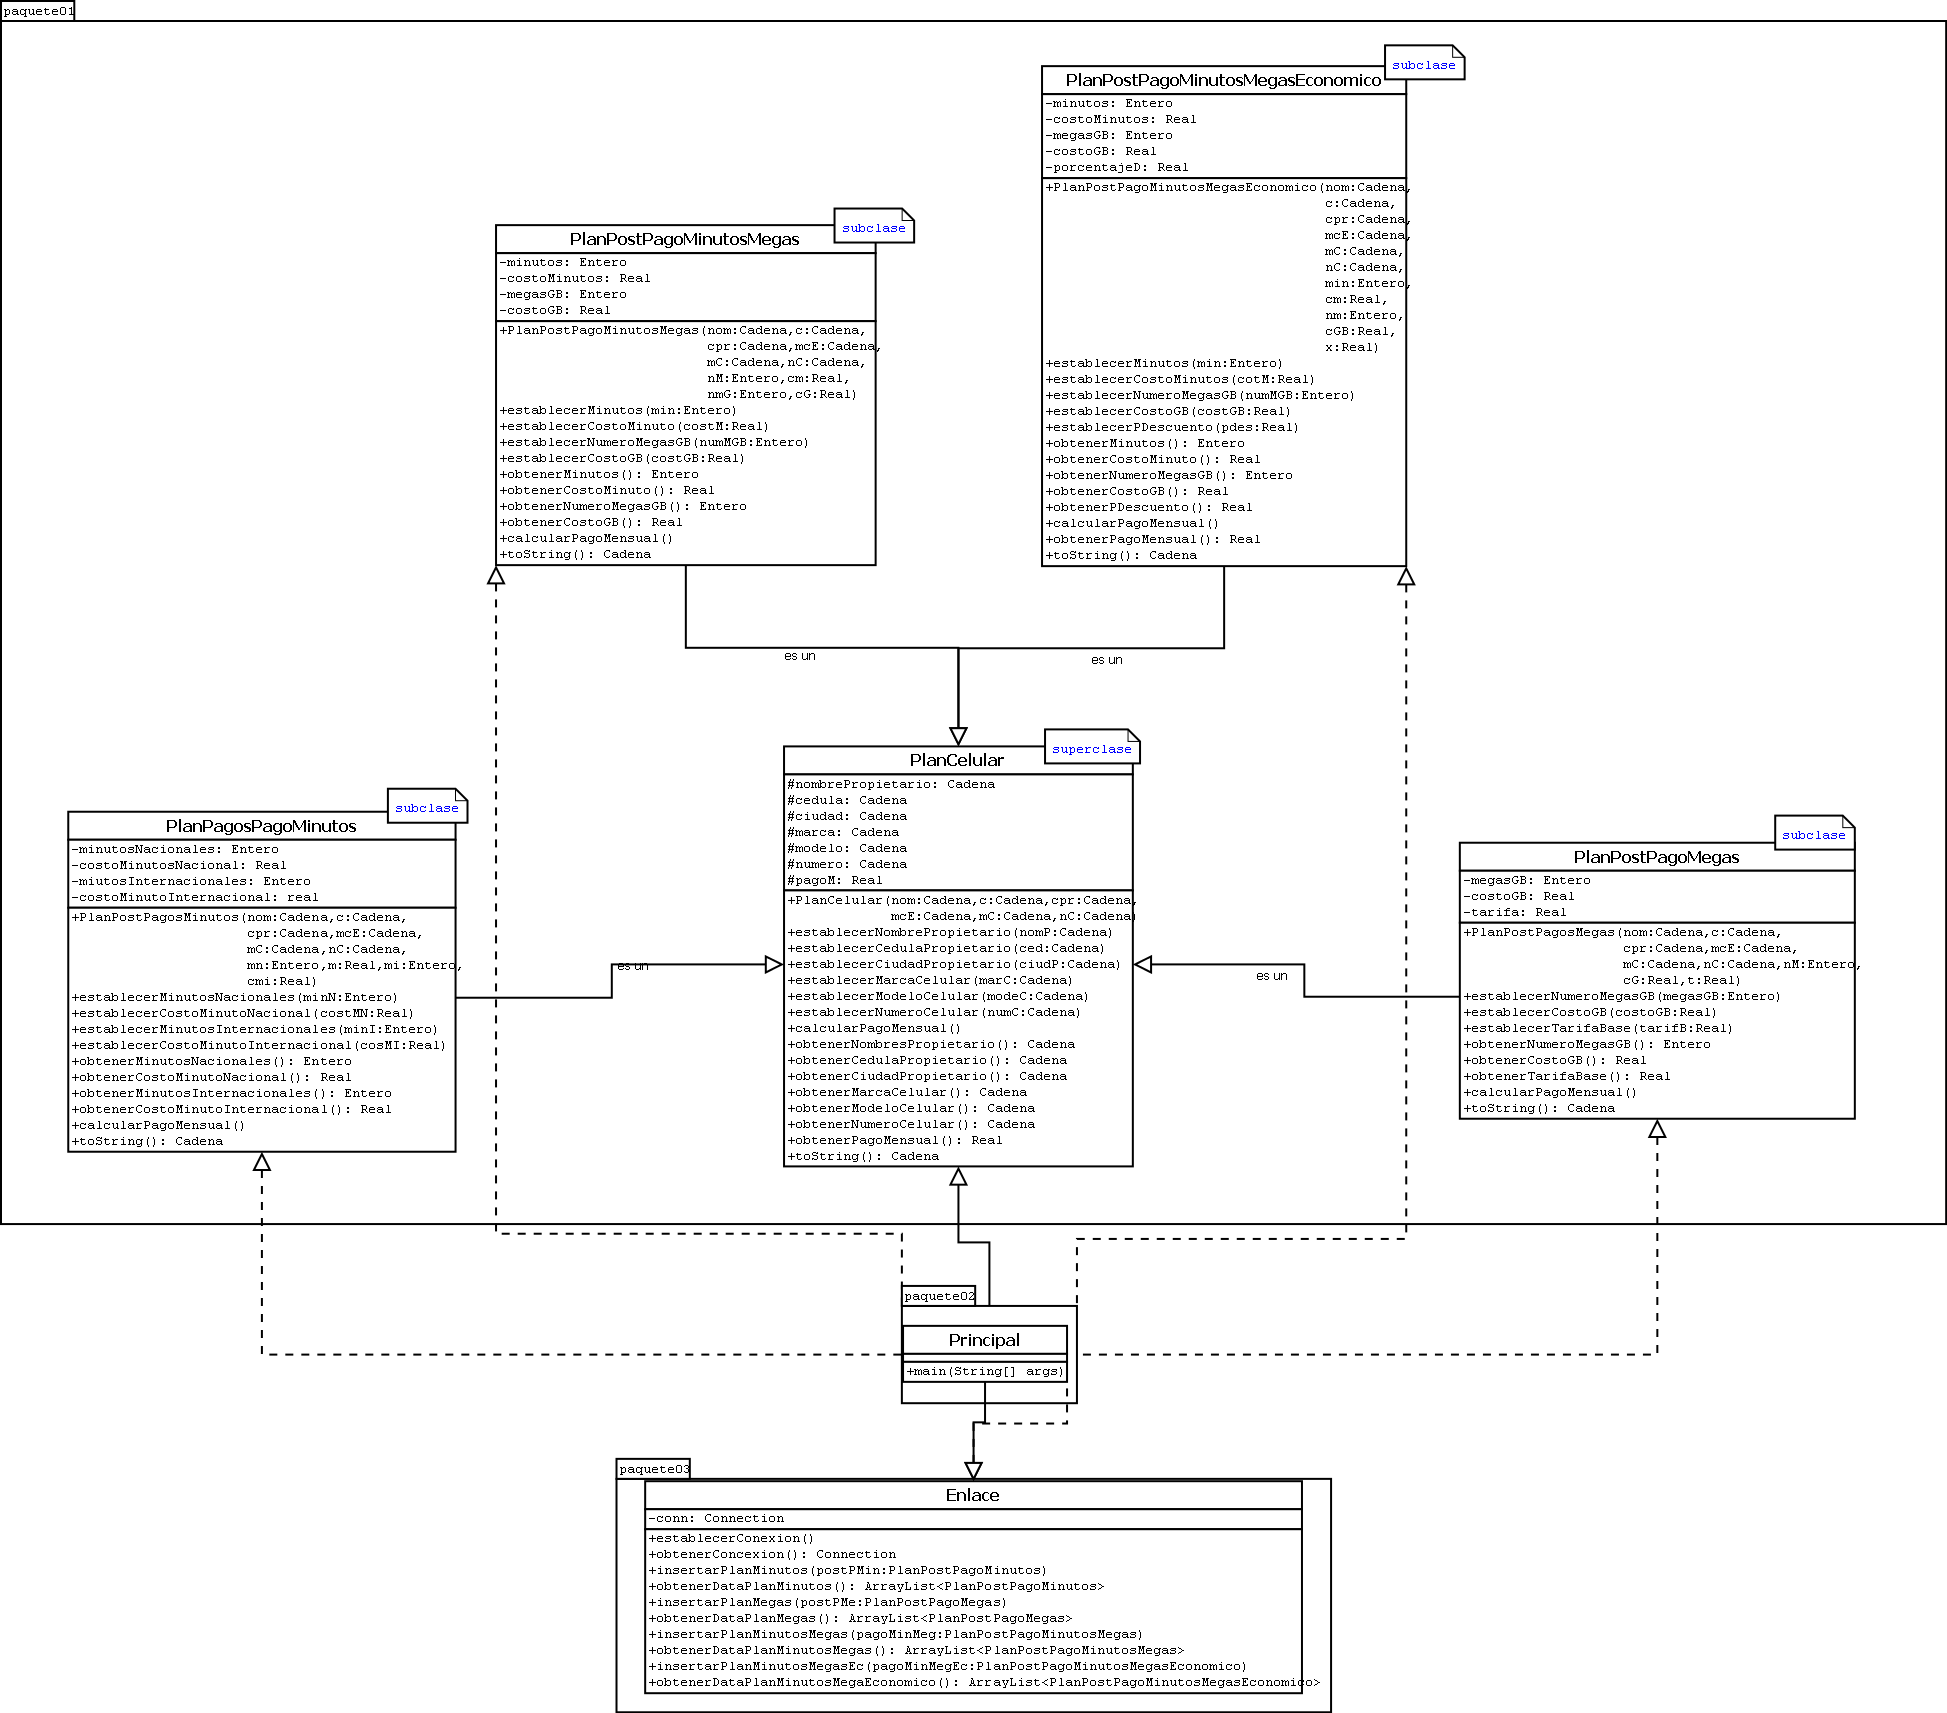 paquete01
subclase
PlanPostPagoMinutosMegasEconomico
-minutos: Entero
-costoMinutos: Real
-megasGB: Entero
-costoGB: Real
-porcentajeD: Real
+PlanPostPagoMinutosMegasEconomico(nom:Cadena,
c:Cadena,
cpr:Cadena,
mcE:Cadena,
mC:Cadena,
nC:Cadena,
min:Entero,
cm:Real,
nm:Entero,
cGB:Real,
x:Real)
+establecerMinutos(min:Entero)
+establecerCostoMinutos(cotM:Real)
+establecerNumeroMegasGB(numMGB:Entero)
+establecerCostoGB(costGB:Real)
+establecerPDescuento(pdes:Real)
+obtenerMinutos(): Entero
+obtenerCostoMinuto(): Real
+obtenerNumeroMegasGB(): Entero
+obtenerCostoGB(): Real
+obtenerPDescuento(): Real
+calcularPagoMensual()
+obtenerPagoMensual(): Real
+toString(): Cadena
subclase
PlanPostPagoMinutosMegas
-minutos: Entero
-costoMinutos: Real
-megasGB: Entero
-costoGB: Real
+PlanPostPagoMinutosMegas(nom:Cadena,c:Cadena,
cpr:Cadena,mcE:Cadena,
mC:Cadena,nC:Cadena,
nM:Entero,cm:Real,
nmG:Entero,cG:Real)
+establecerMinutos(min:Entero)
+establecerCostoMinuto(costM:Real)
+establecerNumeroMegasGB(numMGB:Entero)
+establecerCostoGB(costGB:Real)
+obtenerMinutos(): Entero
+obtenerCostoMinuto(): Real
+obtenerNumeroMegasGB(): Entero
+obtenerCostoGB(): Real
+calcularPagoMensual()
+toString(): Cadena
es un
es un
superclase
PlanCelular
#nombrePropietario: Cadena
#cedula: Cadena
#ciudad: Cadena
#marca: Cadena
#modelo: Cadena
#numero: Cadena
#pagoM: Real
+PlanCelular(nom:Cadena,c:Cadena,cpr:Cadena,
mcE:Cadena,mC:Cadena,nC:Cadena)
+establecerNombrePropietario(nomP:Cadena)
+establecerCedulaPropietario(ced:Cadena)
+establecerCiudadPropietario(ciudP:Cadena)
+establecerMarcaCelular(marC:Cadena)
+establecerModeloCelular(modeC:Cadena)
+establecerNumeroCelular(numC:Cadena)
+calcularPagoMensual()
+obtenerNombresPropietario(): Cadena
+obtenerCedulaPropietario(): Cadena
+obtenerCiudadPropietario(): Cadena
+obtenerMarcaCelular(): Cadena
+obtenerModeloCelular(): Cadena
+obtenerNumeroCelular(): Cadena
+obtenerPagoMensual(): Real
+toString(): Cadena
subclase
PlanPagosPagoMinutos
-minutosNacionales: Entero
-costoMinutosNacional: Real
-miutosInternacionales: Entero
-costoMinutoInternacional: real
+PlanPostPagosMinutos(nom:Cadena,c:Cadena,
cpr:Cadena,mcE:Cadena,
mC:Cadena,nC:Cadena,
mn:Entero,m:Real,mi:Entero,
cmi:Real)
+establecerMinutosNacionales(minN:Entero)
+establecerCostoMinutoNacional(costMN:Real)
+establecerMinutosInternacionales(minI:Entero)
+establecerCostoMinutoInternacional(cosMI:Real)
+obtenerMinutosNacionales(): Entero
+obtenerCostoMinutoNacional(): Real
+obtenerMinutosInternacionales(): Entero
+obtenerCostoMinutoInternacional(): Real
+calcularPagoMensual()
+toString(): Cadena
es un
es un
subclase
PlanPostPagoMegas
-megasGB: Entero
-costoGB: Real
-tarifa: Real
+PlanPostPagosMegas(nom:Cadena,c:Cadena,
cpr:Cadena,mcE:Cadena,
mC:Cadena,nC:Cadena,nM:Entero,
cG:Real,t:Real)
+establecerNumeroMegasGB(megasGB:Entero)
+establecerCostoGB(costoGB:Real)
+establecerTarifaBase(tarifB:Real)
+obtenerNumeroMegasGB(): Entero
+obtenerCostoGB(): Real
+obtenerTarifaBase(): Real
+calcularPagoMensual()
+toString(): Cadena
paquete02
Principal
+main(String[] args)
paquete03
Enlace
-conn: Connection
+establecerConexion()
+obtenerConcexion(): Connection
+insertarPlanMinutos(postPMin:PlanPostPagoMinutos)
+obtenerDataPlanMinutos(): ArrayList<PlanPostPagoMinutos>
+insertarPlanMegas(postPMe:PlanPostPagoMegas)
+obtenerDataPlanMegas(): ArrayList<PlanPostPagoMegas>
+insertarPlanMinutosMegas(pagoMinMeg:PlanPostPagoMinutosMegas)
+obtenerDataPlanMinutosMegas(): ArrayList<PlanPostPagoMinutosMegas>
+insertarPlanMinutosMegasEc(pagoMinMegEc:PlanPostPagoMinutosMegasEconomico)
+obtenerDataPlanMinutosMegaEconomico(): ArrayList<PlanPostPagoMinutosMegasEconomico>